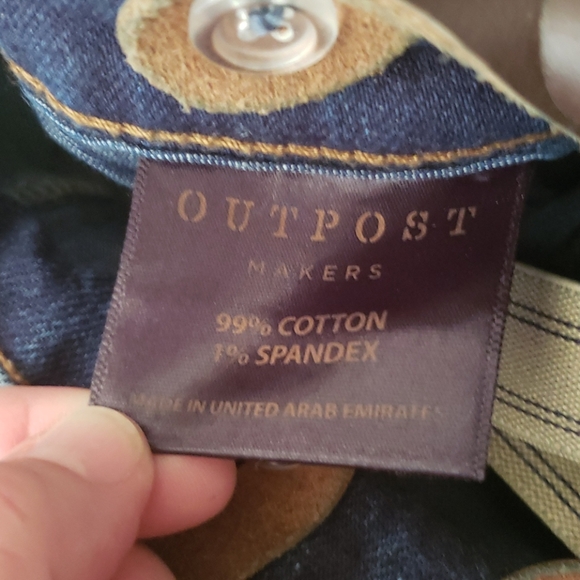 OUTPOST
MAKERS
99% COTTON
1% SPANDEX
MADE IN UNITED ARAB EMIRATES